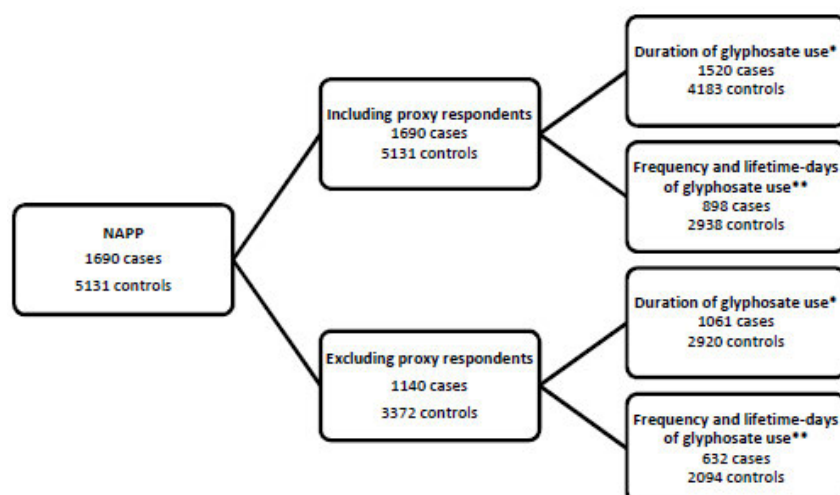 NAPP
1690 cases
5131 controls
Including proxy respondents
1690 cases
5131 controls
Excluding proxy respondents
1140 cases
3372 controls
Duration of glyphosate use*
1520 cases
4183 controls
Frequency and lifetime-days
of glyphosate use**
898 cases
2938 controls
Duration of glyphosate use*
1061 cases
2920 controls
Frequency and lifetime-days
of glyphosate use**
632 cases
2094 controls